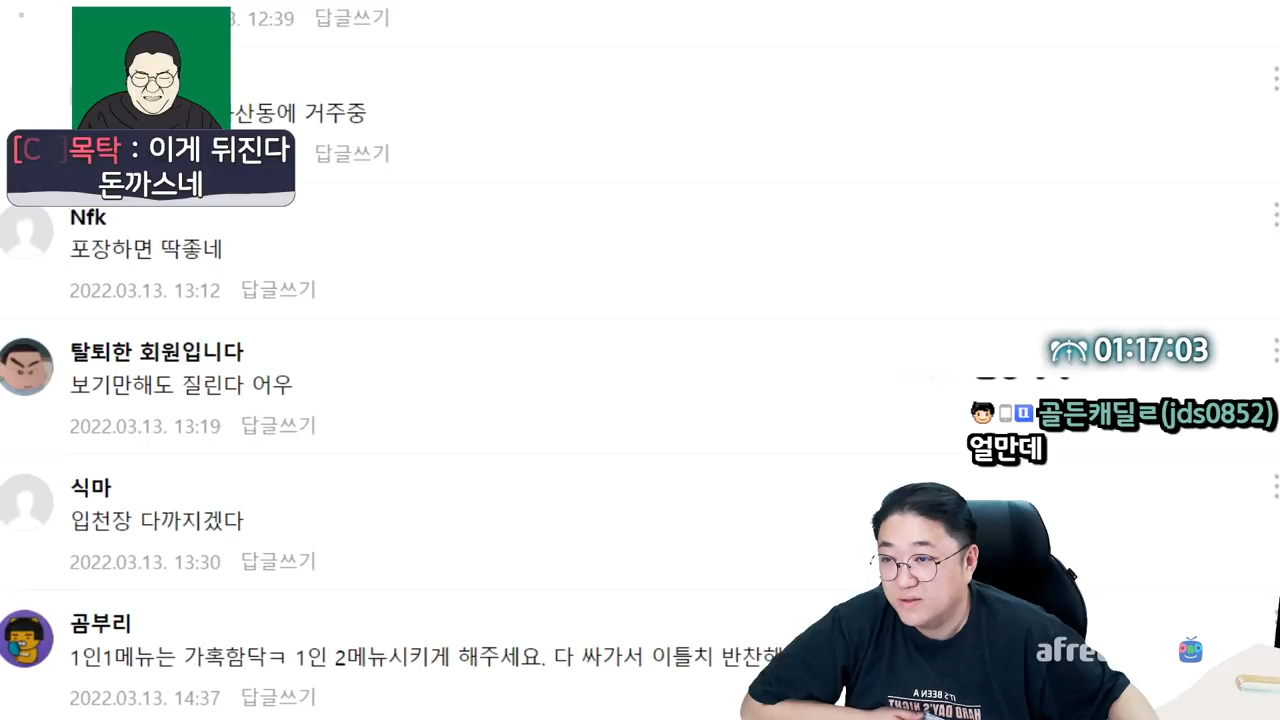 3. 12:39 답글쓰기
산동에 거주중
[C ]목탁 : 이게 뒤진다
돈까스네
답글쓰기
Nfk
포장하면 딱좋네
2022.03.13. 13:12 답글쓰기
탈퇴한 회원입니다
보기만해도 질린다 어우
2022.03.13. 13:19 답글쓰기
01:17:03
골든캐딜ㄹ(jds0852)
얼만데
식마
입천장 다까지겠다
2022.03.13. 13:30 답글쓰기
곰부리
1인1메뉴는 가혹함닥ㅋ 1인 2메뉴시키게 해주세요. 다 싸가서 이틀치 반찬해
2022.03.13. 14:37 답글쓰기
afree
IT'S BEEN A
HARD DAY'S NIGHT